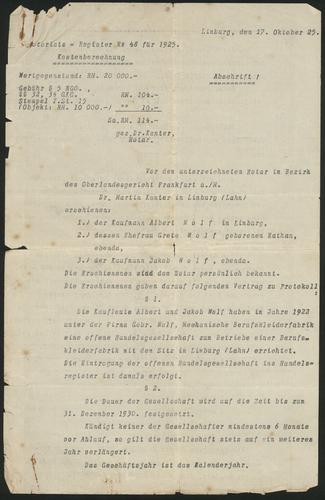 Limburg, den 17. Oktober 25.
Notariats - Register No 48 für 1925.
Kostenberechnung
Wertgegenstand: RM. 20 000.-
Abschrift!
Gebühr § 5 NGO.
§§ 32, 38 GKG. RM. 104.-
Stempel T.St. 19
(Objekt: RM. 10 000.-/ "" 10.-
Sa.RM. 114.-
gez.Dr.Kanter,
Notar.
Vor dem unterzeichneten Notar im Bezirk
des Oberlandesgericht Frankfurt a./M.
Dr. Martin Kanter in Limburg /Lahn/
erschienen:
1./ der Kaufmann Albert W o l f in Limburg,
2./ dessen Ehefrau Grete W o l f geborenen Nathan,
ebenda,
3./ der Kaufmann Jakob W o l f, ebenda.
Die Erschienenen sind dem Notar persönlich bekannt.
Die Erschienenen gaben darauf folgendes Vertrag zu Protokoll
§ 1.
Die Kaufleute Albert und Jakob Wolf haben im Jahre 1922
unter der Firma Gebr. Wolf, Mechanische Berufskleiderfabrik
eine offene Handelsgesellschaft zum Betriebe einer Berufs-
kleiderfabrik mit dem Sitz in Limburg /Lahn/ errichtet.
Die Eintragung der offenen Handelsgesellschaft ins Handels-
register ist damals erfolgt.
§ 2.
Die Dauer der Gesellschaft wird auf die Zeit bis zum
31. Dezember 1930. festgesetzt.
Kündigt keiner der Gesellschafter mindestens 6 Monate
vor Ablauf, so gilt die Gesellschaft stets auf ein weiteres
Jahr verlängert.
Das Geschäftsjahr ist das Kalenderjahr.